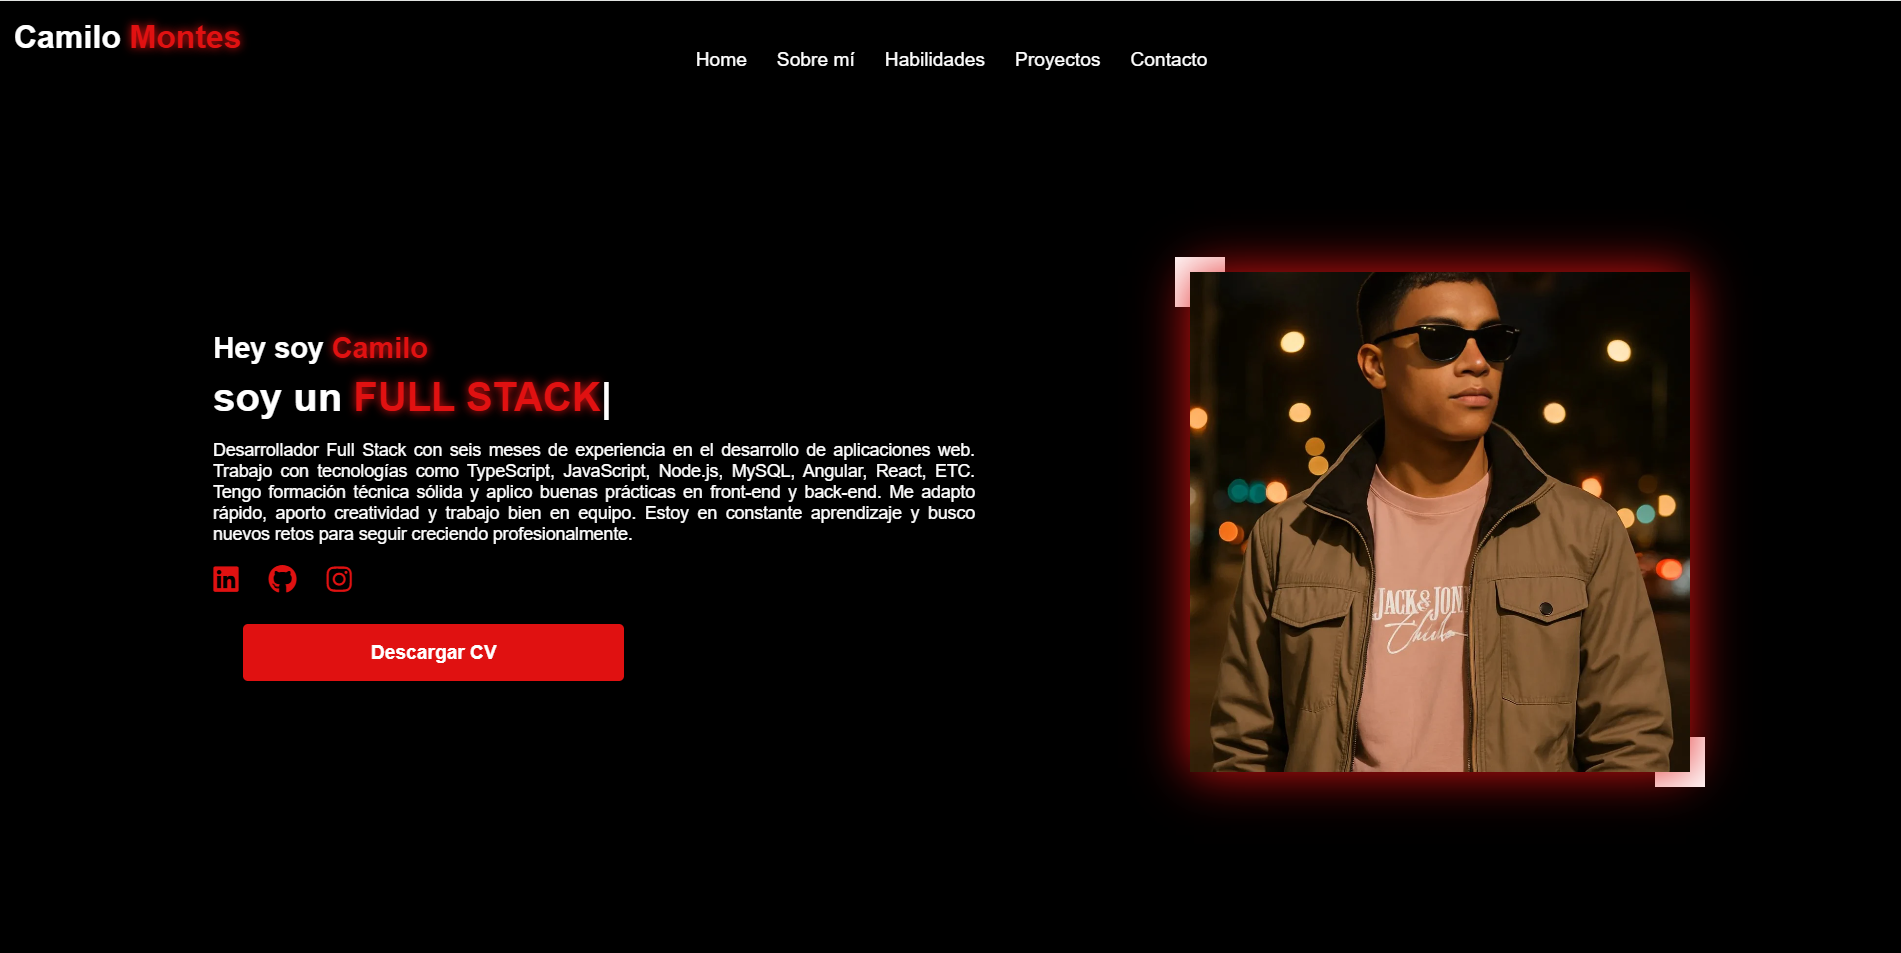 Camilo Montes
Home Sobre mí Habilidades Proyectos Contacto
Hey soy Camilo
soy un FULL STACK|
Desarrollador Full Stack con seis meses de experiencia en el desarrollo de aplicaciones web.
Trabajo con tecnologías como TypeScript, JavaScript, Node.js, MySQL, Angular, React, ETC.
Tengo formación técnica sólida y aplico buenas prácticas en front-end y back-end. Me adapto
rápido, aporto creatividad y trabajo bien en equipo. Estoy en constante aprendizaje y busco
nuevos retos para seguir creciendo profesionalmente.
in
Descargar CV
JACK & JON